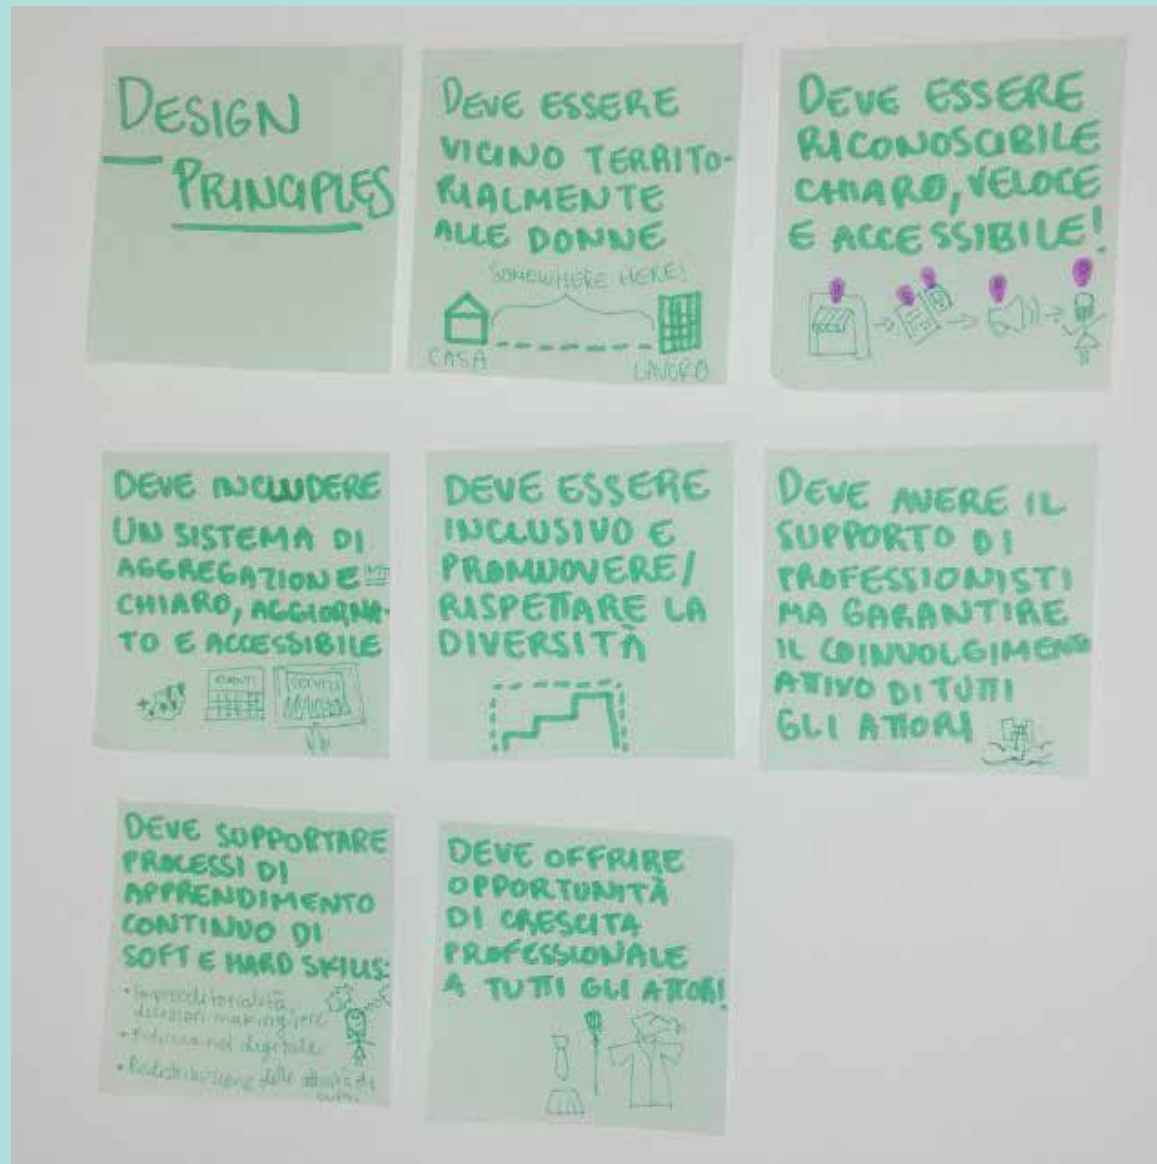 DESIGN
PRINCIPLES
DEVE ESSERE
VICINO TERRITO-
RIALMENTE
ALLE DONNE
SOMEWHERE HERE!
CASA
LAVORO
DEVE ESSERE
RICONOSCIBILE
CHIARO, VELOCE
E ACCESSIBILE!
DEVE INCLUDERE
UN SISTEMA DI
AGGREGAZIONE
CHIARO, AGGIORNA-
TO E ACCESSIBILE
EVENTI
SERVIZI
DEVE ESSERE
INCLUSIVO E
PROMUOVERE/
RISPETTARE LA
DIVERSITÀ
DEVE AVERE IL
SUPPORTO DI
PROFESSIONISTI
MA GARANTIRE
IL COINVOLGIMENTO
ATTIVO DI TUTTI
GLI ATTORI
DEVE SUPPORTARE
PROCESSI DI
APPRENDIMENTO
CONTINUO DI
SOFT E HARD SKILLS:
• Imprenditorialità,
decision making,
• Fiducia nel digitale
• Redistribuzione delle attività di
cura
DEVE OFFRIRE
OPPORTUNITÀ
DI CRESCITA
PROFESSIONALE
A TUTTI GLI ATTORI!